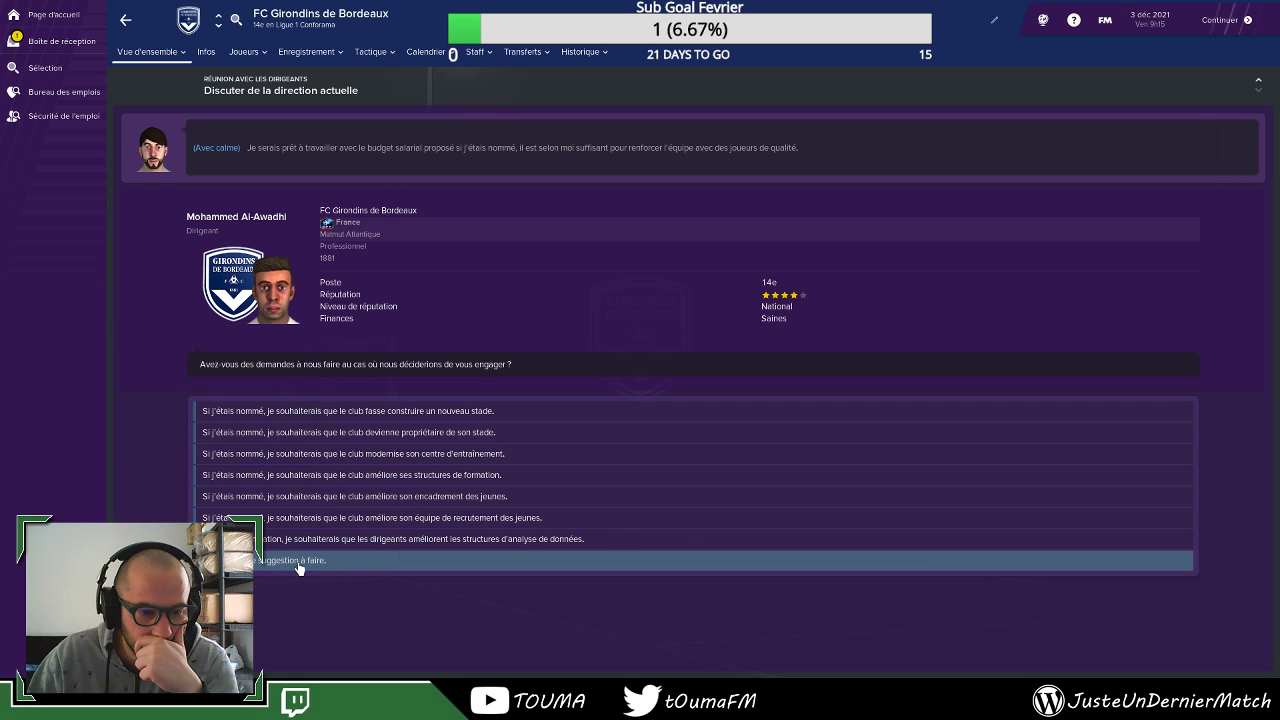 Page d'accueil
1
Boîte de réception
Sélection
Bureau des emplois
Sécurité de l'emploi
FC Girondins de Bordeaux
14e en Ligue 1 Conforama
Sub Goal Fevrier
1 (6.67%)
0
21 DAYS TO GO
15
FM
3 déc 2021
Ven 9h15
Continuer
Vue d'ensemble
Infos
Joueurs
Enregistrement
Tactique
Calendrier
Staff
Transferts
Historique
RÉUNION AVEC LES DIRIGEANTS
Discuter de la direction actuelle
(Avec calme) Je serais prêt à travailler avec le budget salarial proposé si j'étais nommé, il est selon moi suffisant pour renforcer l'équipe avec des joueurs de qualité.
Mohammed Al-Awadhi
Dirigeant
GIRONDINS
DE BORDEAUX
FC Girondins de Bordeaux
France
Matmut Atlantique
Professionnel
1881
Poste 14e
Réputation
Niveau de réputation National
Finances Saines
Avez-vous des demandes à nous faire au cas où nous déciderions de vous engager ?
Si j'étais nommé, je souhaiterais que le club fasse construire un nouveau stade.
Si j'étais nommé, je souhaiterais que le club devienne propriétaire de son stade.
Si j'étais nommé, je souhaiterais que le club modernise son centre d'entraînement.
Si j'étais nommé, je souhaiterais que le club améliore ses structures de formation.
Si j'étais nommé, je souhaiterais que le club améliore son encadrement des jeunes.
Si j'éta , je souhaiterais que le club améliore son équipe de recrutement des jeunes.
ation, je souhaiterais que les dirigeants améliorent les structures d'analyse de données.
suggestion à faire.
TOUMA
tOumaFM
JusteUnDernierMatch